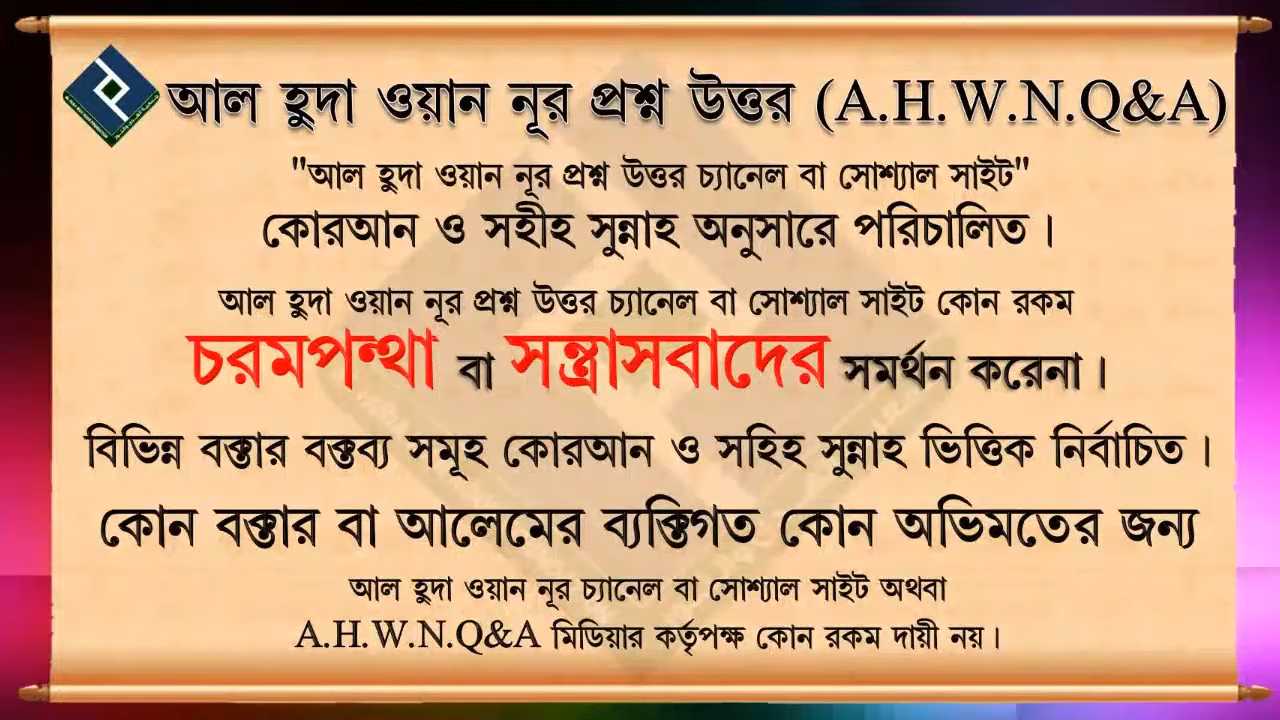 আল হুদা ওয়ান নূর প্রশ্ন উত্তর (A.H.W.N.Q&A)
"আল হুদা ওয়ান নূর প্রশ্ন উত্তর চ্যানেল বা সোশ্যাল সাইট"
কোরআন ও সহীহ সুন্নাহ অনুসারে পরিচালিত।
আল হুদা ওয়ান নূর প্রশ্ন উত্তর চ্যানেল বা সোশ্যাল সাইট কোন রকম
চরমপন্থা বা সন্ত্রাসবাদের সমর্থন করেনা।
বিভিন্ন বক্তার বক্তব্য সমূহ কোরআন ও সহিহ সুন্নাহ ভিত্তিক নির্বাচিত।
কোন বক্তার বা আলেমের ব্যক্তিগত কোন অভিমতের জন্য
আল হুদা ওয়ান নূর চ্যানেল বা সোশ্যাল সাইট অথবা
A.H.W.N.Q&A মিডিয়ার কর্তৃপক্ষ কোন রকম দায়ী নয়।